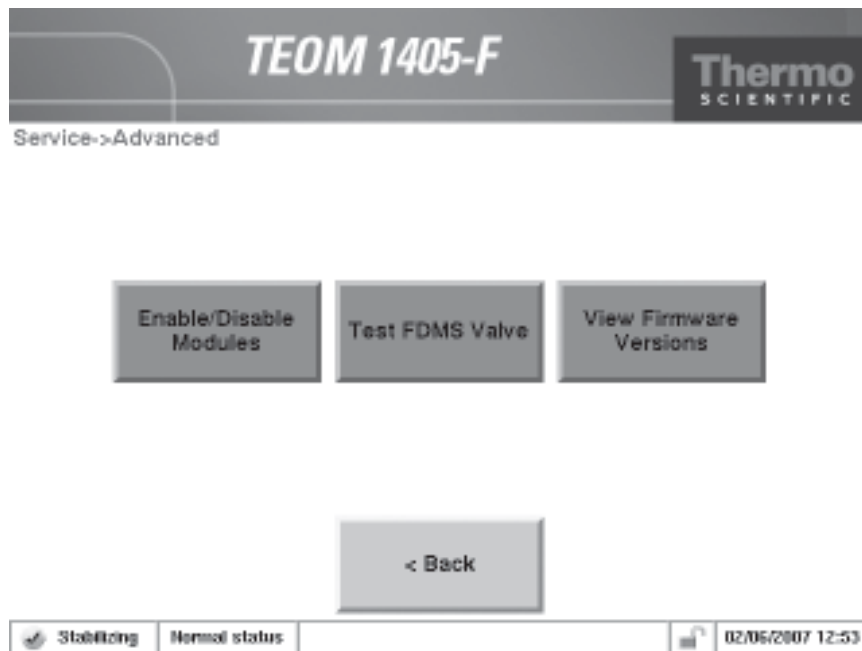 TEOM 1405-F
Thermo
SCIENTIFIC
Service->Advanced
Enable/Disable
Modules
Test FDMS Valve
View Firmware
Versions
< Back
Stabilizing
Normal status
02/06/2007 12:53